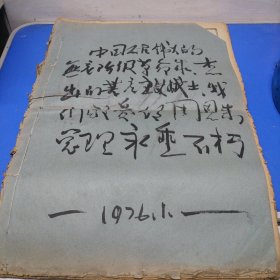 中国人民伟大的
无产阶级革命家、杰
出的共产主义战士、我
们敬爱的周恩来
总理永垂不朽
— 1976.1. —